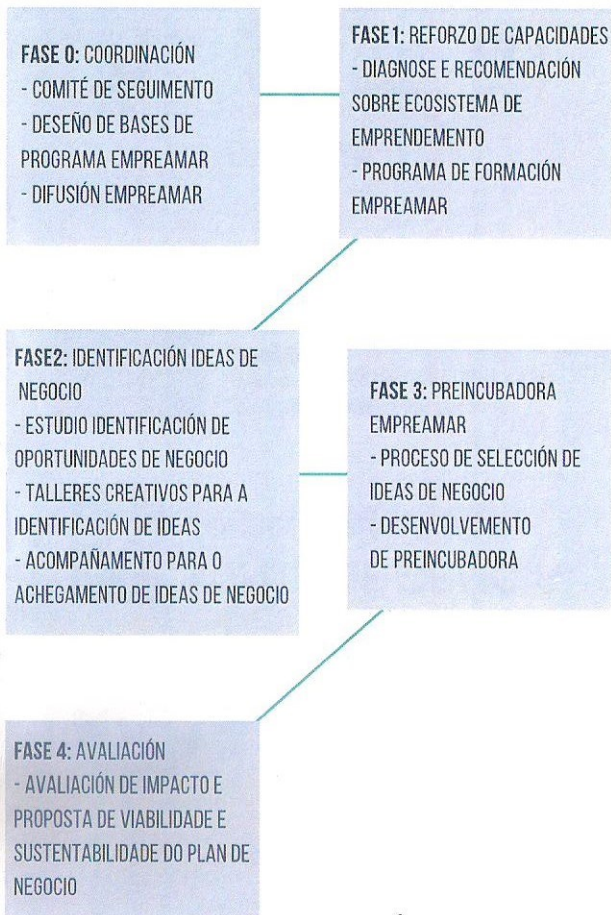 FASE 0: COORDINACIÓN
- COMITÉ DE SEGUIMENTO
- DESEÑO DE BASES DE
PROGRAMA EMPREAMAR
- DIFUSIÓN EMPREAMAR
FASE1: REFORZO DE CAPACIDADES
- DIAGNOSE E RECOMENDACIÓN
SOBRE ECOSISTEMA DE
EMPRENDEMENTO
- PROGRAMA DE FORMACIÓN
EMPREAMAR
FASE2: IDENTIFICACIÓN IDEAS DE
NEGOCIO
- ESTUDIO IDENTIFICACIÓN DE
OPORTUNIDADES DE NEGOCIO
- TALLERES CREATIVOS PARA A
IDENTIFICACIÓN DE IDEAS
- ACOMPAÑAMENTO PARA O
ACHEGAMENTO DE IDEAS DE NEGOCIO
FASE 3: PREINCUBADORA
EMPREAMAR
- PROCESO DE SELECCIÓN DE
IDEAS DE NEGOCIO
- DESENVOLVEMENTO
DE PREINCUBADORA
FASE 4: AVALIACIÓN
- AVALIACIÓN DE IMPACTO E
PROPOSTA DE VIABILIDADE E
SUSTENTABILIDADE DO PLAN DE
NEGOCIO